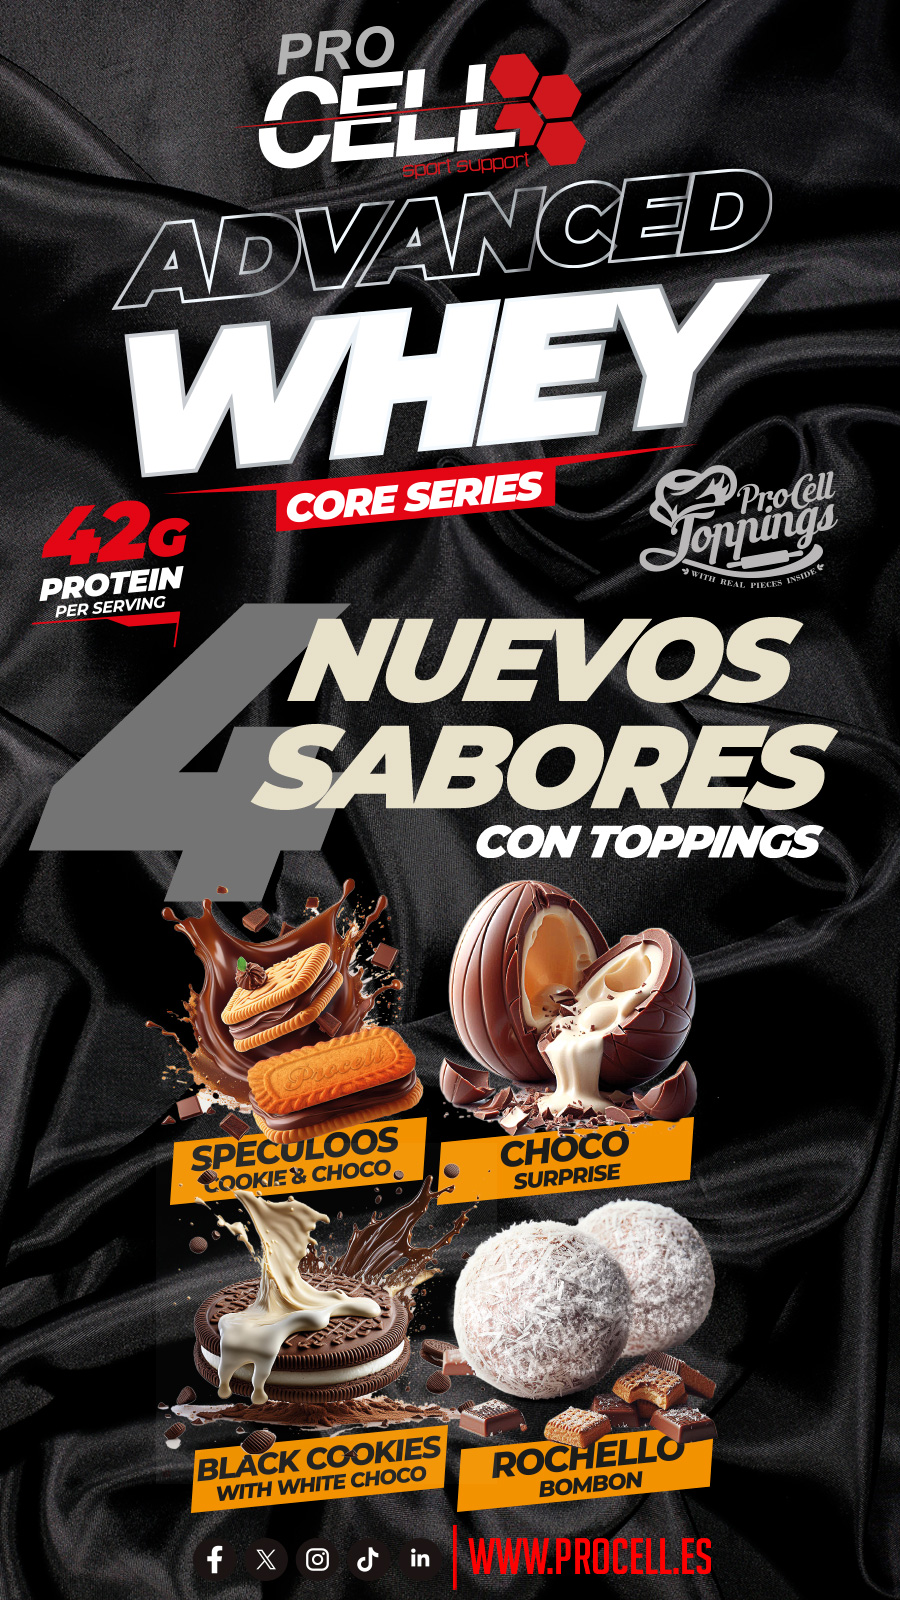 PRO
CELL
sport support
ADVANCED
WHEY
CORE SERIES
42G
PROTEIN
PER SERVING
ProCell
Toppings
WITH REAL PIECES INSIDE
4 NUEVOS
SABORES
CON TOPPINGS
Procell
SPECULOOS
COOKIE & CHOCO
CHOCO
SURPRISE
BLACK COOKIES
WITH WHITE CHOCO
ROCHELLO
BOMBON
f X in
WWW.PROCELL.ES